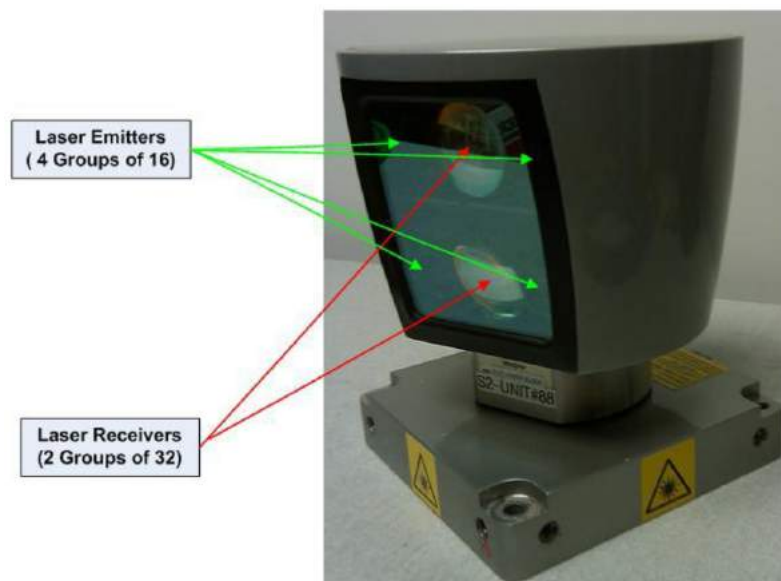 Laser Emitters
( 4 Groups of 16)
S2-UNIT#88
Laser Receivers
(2 Groups of 32)